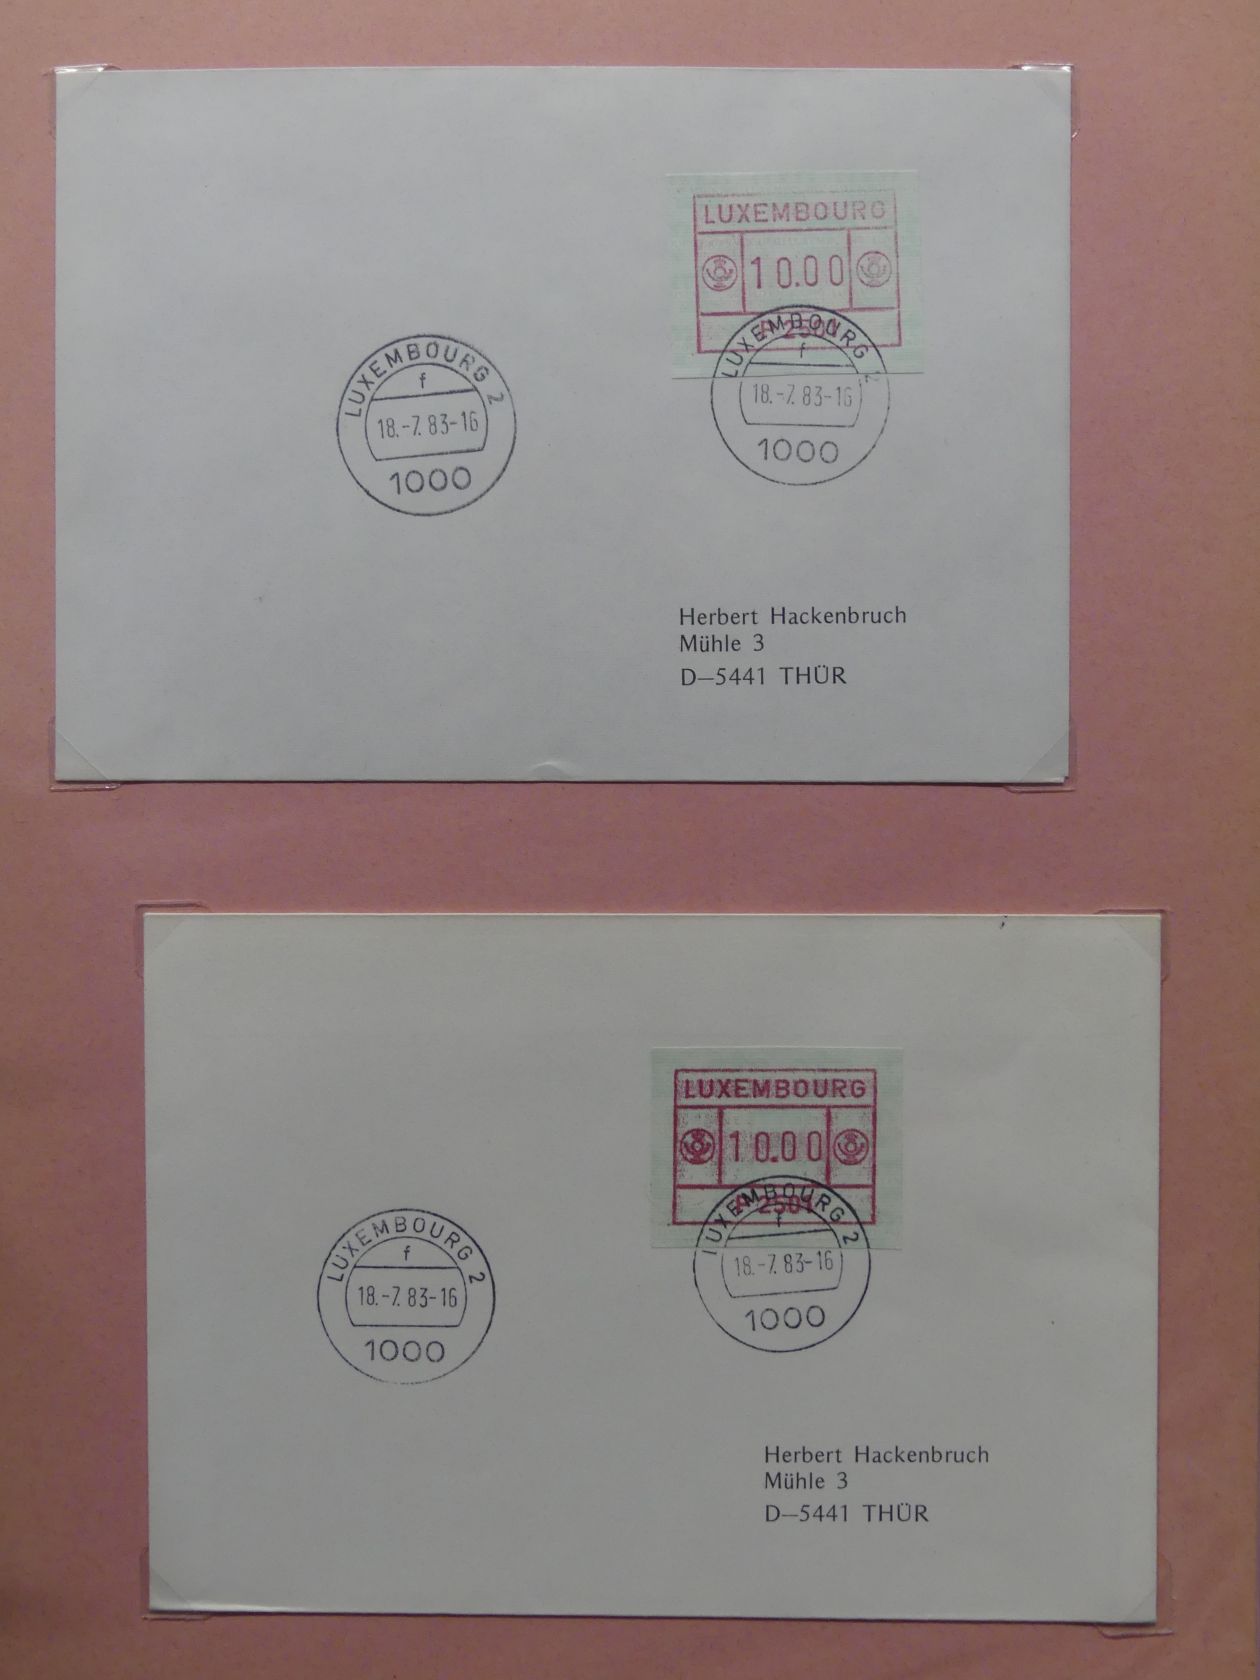 LUXEMBOURG
10.00
A 2501
LUXEMBOURG 2
f
18.-7.83-16
1000
LUXEMBOURG 2
f
18.-7.83-16
1000
Herbert Hackenbruch
Mühle 3
D—5441 THÜR
LUXEMBOURG
10.00
A 2501
LUXEMBOURG 2
f
18.-7.83-16
1000
LUXEMBOURG 2
f
18.-7.83-16
1000
Herbert Hackenbruch
Mühle 3
D—5441 THÜR